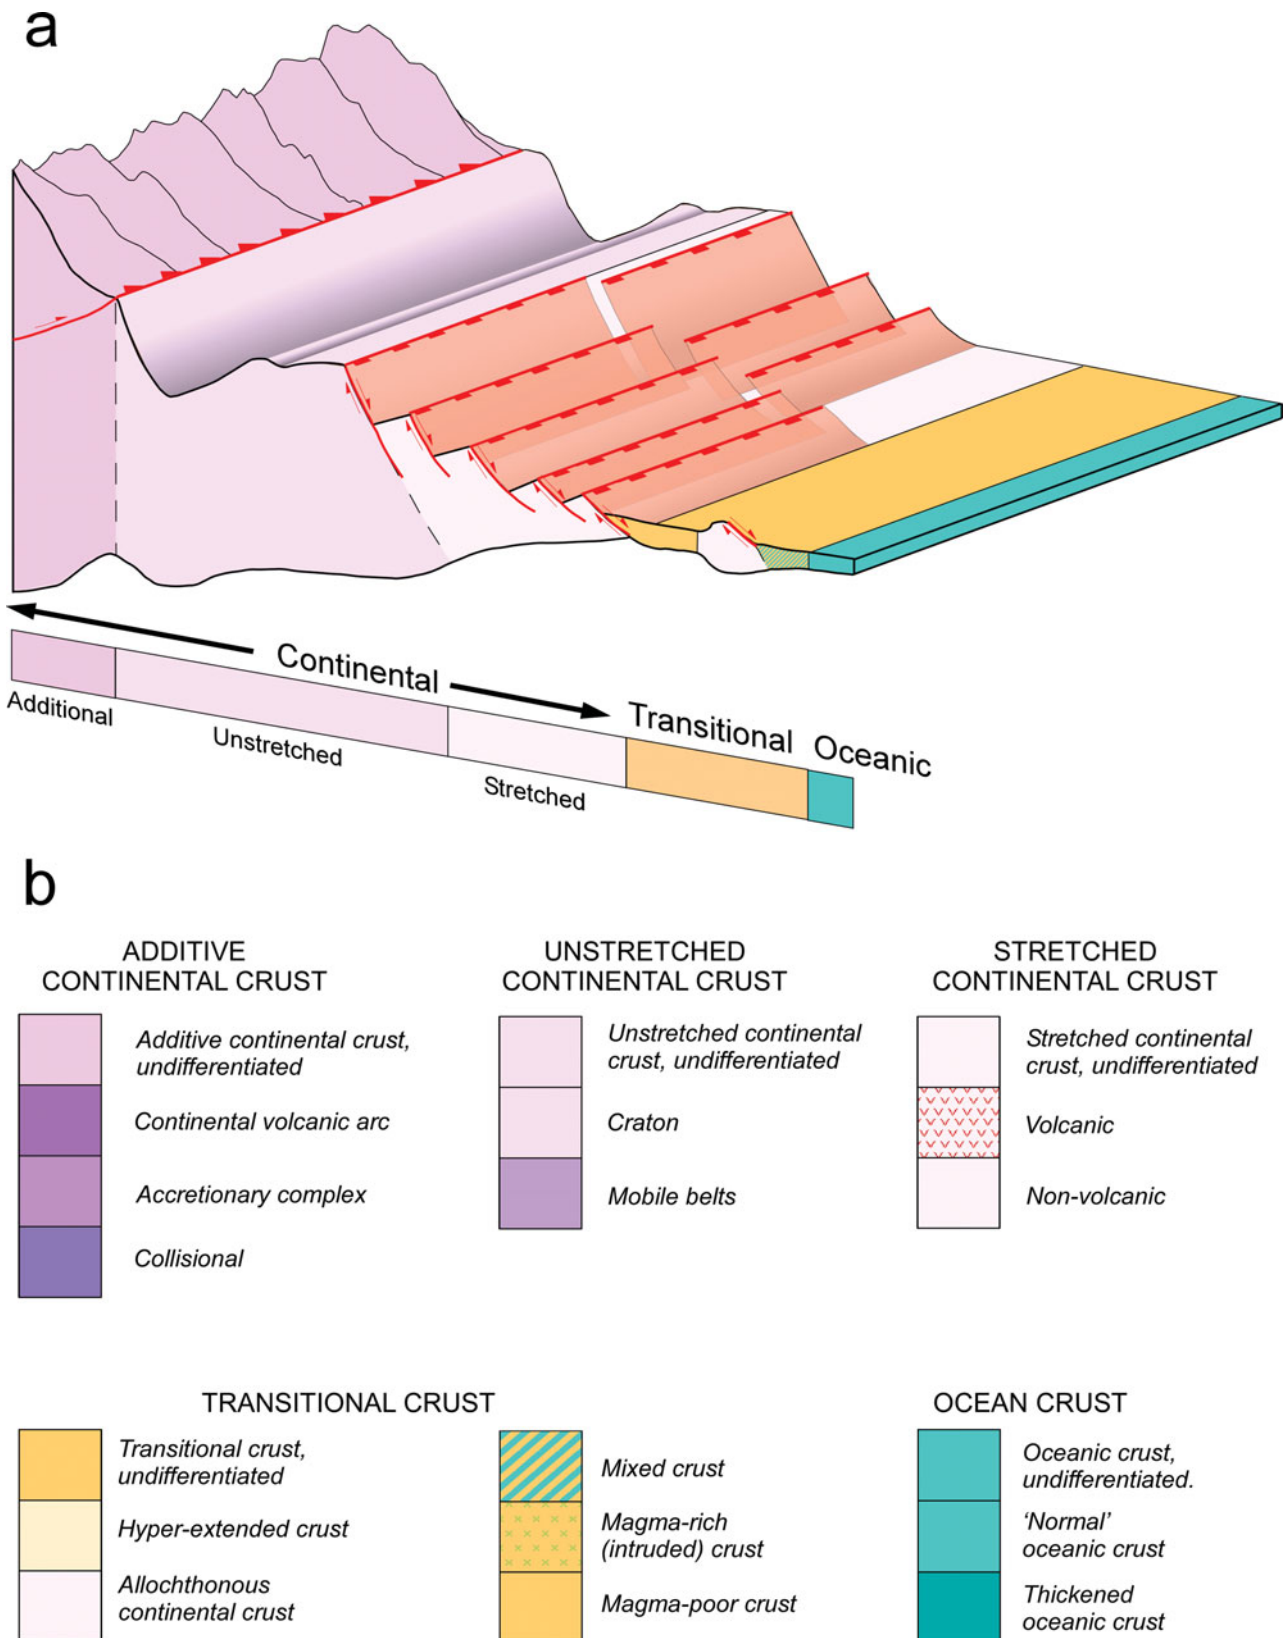 a
Continental
Additional
Unstretched
Stretched
Transitional
Oceanic
b
ADDITIVE
CONTINENTAL CRUST
Additive continental crust,
undifferentiated
Continental volcanic arc
Accretionary complex
Collisional
UNSTRETCHED
CONTINENTAL CRUST
Unstretched continental
crust, undifferentiated
Craton
Mobile belts
STRETCHED
CONTINENTAL CRUST
Stretched continental
crust, undifferentiated
Volcanic
Non-volcanic
TRANSITIONAL CRUST
Transitional crust,
undifferentiated
Hyper-extended crust
Allochthonous
continental crust
Mixed crust
Magma-rich
(intruded) crust
Magma-poor crust
OCEAN CRUST
Oceanic crust,
undifferentiated.
‘Normal’
oceanic crust
Thickened
oceanic crust